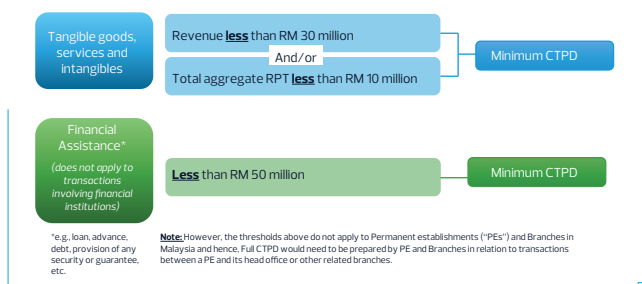 Tangible goods,
services and
intangibles
Revenue less than RM 30 million
And/or
Total aggregate RPT less than RM 10 million
Minimum CTPD
Financial
Assistance*
(does not apply to
transactions
involving financial
institutions)
Less than RM 50 million
Minimum CTPD
*e.g., loan, advance,
debt, provision of any
security or guarantee,
etc.
Note: However, the thresholds above do not apply to Permanent establishments (“PEs”) and Branches in
Malaysia and hence, Full CTPD would need to be prepared by PE and Branches in relation to transactions
between a PE and its head office or other related branches.